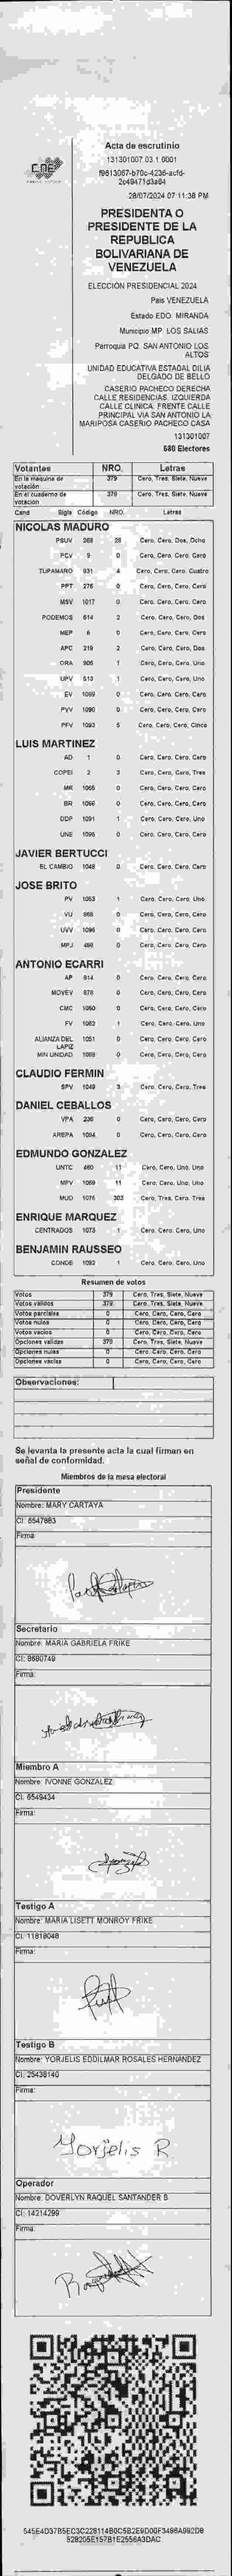 CNE
Acta de escrutinio
131301007.03.1.0001
28/07/2024 07:11:38 PM
PRESIDENTA O
PRESIDENTE DE LA
REPUBLICA
BOLIVARIANA DE
VENEZUELA
ELECCIÓN PRESIDENCIAL 2024
Pais VENEZUELA
Estado EDO. MIRANDA
Municipio MP. LOS SALIAS
Parroquia PQ. SAN ANTONIO LOS
ALTOS
UNIDAD EDUCATIVA ESTADAL DILIA
DELGADO DE BELLO
CASERIO PACHECO DERECHA
CALLE RESIDENCIAS. IZQUIERDA
CALLE CLINICA. FRENTE CALLE
PRINCIPAL VIA SAN ANTONIO LA
MARIPOSA CASERIO PACHECO CASA
131301007
680 Electores
Votantes NRO. Letras
En la máquina de votación: 379 Cero, Tres, Siete, Nueve
En el cuaderno de votación 379 Cero, Tres, Siete, Nueve
Cand Sigla Código NRO. Letras
NICOLAS MADURO
PSUV 268 28 Cero, Cero, Dos, Ocho
PCV 9 0 Cero, Cero, Cero, Cero
TUPAMARO 931 4 Cero, Cero, Cero, Cuatro
PPT 276 0 Cero, Cero, Cero, Cero
MSV 1017 0 Cero, Cero, Cero, Cero
PODEMOS 614 2 Cero, Cero, Cero, Dos
MEP 6 0 Cero, Cero, Cero, Cero
APC 219 2 Cero, Cero, Cero, Dos
ORA 906 1 Cero, Cero, Cero, Uno
UPV 513 1 Cero, Cero, Cero, Uno
EV 1069 0 Cero, Cero, Cero, Cero
PVV 1090 0 Cero, Cero, Cero, Cero
PFV 1093 5 Cero, Cero, Cero, Cinco
LUIS MARTINEZ
AD 1 0 Cero, Cero, Cero, Cero
COPEI 2 3 Cero, Cero, Cero, Tres
MR 1065 0 Cero, Cero, Cero, Cero
BR 1066 0 Cero, Cero, Cero, Cero
DDP 1091 1 Cero, Cero, Cero, Uno
UNE 1096 0 Cero, Cero, Cero, Cero
JAVIER BERTUCCI
EL CAMBIO 1048 0 Cero, Cero, Cero, Cero
JOSE BRITO
PV 1053 1 Cero, Cero, Cero, Uno
VU 868 0 Cero, Cero, Cero, Cero
UVV 1098 0 Cero, Cero, Cero, Cero
MPJ 498 0 Cero, Cero, Cero, Cero
ANTONIO ECARRI
AP 914 0 Cero, Cero, Cero, Cero
MOVEV 878 0 Cero, Cero, Cero, Cero
CMC 1050 0 Cero, Cero, Cero, Cero
FV 1062 1 Cero, Cero, Cero, Uno
ALIANZA DEL LAPIZ 1051 0 Cero, Cero, Cero, Cero
MIN UNIDAD 1099 0 Cero, Cero, Cero, Cero
CLAUDIO FERMIN
SPV 1049 3 Cero, Cero, Cero, Tres
DANIEL CEBALLOS
VPA 236 0 Cero, Cero, Cero, Cero
AREPA 1094 0 Cero, Cero, Cero, Cero
EDMUNDO GONZALEZ
UNTC 460 11 Cero, Cero, Uno, Uno
MPV 1059 11 Cero, Cero, Uno, Uno
MUD 1075 303 Cero, Tres, Cero, Tres
ENRIQUE MARQUEZ
CENTRADOS 1073 1 Cero, Cero, Cero, Uno
BENJAMIN RAUSSEO
CONDE 1092 1 Cero, Cero, Cero, Uno
Resumen de votos
Votos 379 Cero, Tres, Siete, Nueve
Votos válidos 379 Cero, Tres, Siete, Nueve
Votos parciales 0 Cero, Cero, Cero, Cero
Votos nulos 0 Cero, Cero, Cero, Cero
Votos vacíos 0 Cero, Cero, Cero, Cero
Opciones validas 379 Cero, Tres, Siete, Nueve
Opciones nulas 0 Cero, Cero, Cero, Cero
Opciones vacías 0 Cero, Cero, Cero, Cero
Observaciones:
Se levanta la presente acta la cual firman en
señal de conformidad.
Miembros de la mesa electoral
Presidente
Nombre: MARY CARTAYA
CI: 6547883
Firma:
Secretario
Nombre: MARIA GABRIELA FRIKE
CI: 8680749
Firma:
Miembro A
Nombre: IVONNE GONZALEZ
CI: 6549434
Firma:
Testigo A
Nombre: MARIA LISETT MONROY FRIKE
CI: 11818048
Firma:
Testigo B
Nombre: YORJELIS EDDILMAR ROSALES HERNANDEZ
CI: 25438140
Firma:
Yorjelis R.
Operador
Nombre: DOVERLYN RAQUEL SANTANDER B
CI: 14214299
Firma: